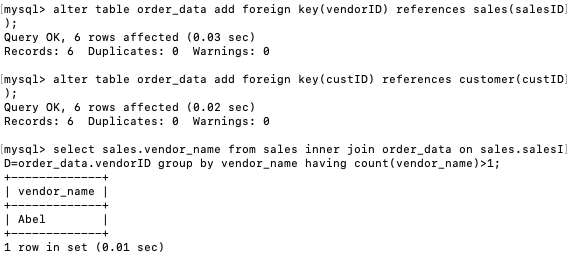 [mysql> alter table order_data add foreign key(vendorID) references sales(salesID]
);
Query OK, 6 rows affected (0.03 sec)
Records: 6  Duplicates: 0  Warnings: 0
[mysql> alter table order_data add foreign key(custID) references customer(custID]
);
Query OK, 6 rows affected (0.02 sec)
Records: 6  Duplicates: 0  Warnings: 0
[mysql> select sales.vendor_name from sales inner join order_data on sales.salesI]
D=order_data.vendorID group by vendor_name having count(vendor_name)>1;
+-------------+
| vendor_name |
+-------------+
| Abel        |
+-------------+
1 row in set (0.01 sec)